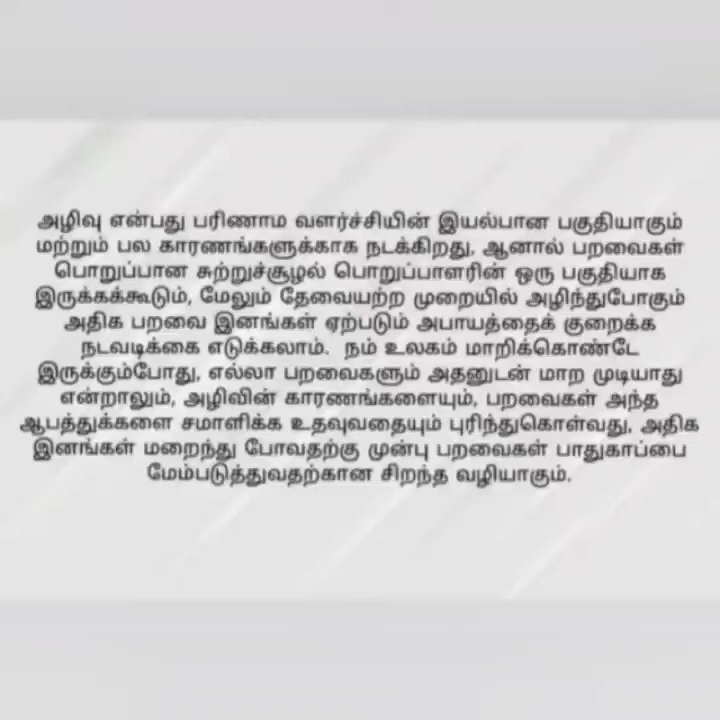 அழிவு என்பது பரிணாம வளர்ச்சியின் இயல்பான பகுதியாகும்
மற்றும் பல காரணங்களுக்காக நடக்கிறது, ஆனால் பறவைகள்
பொறுப்பான சுற்றுச்சூழல் பொறுப்பாளரின் ஒரு பகுதியாக
இருக்கக்கூடும், மேலும் தேவையற்ற முறையில் அழிந்துபோகும்
அதிக பறவை இனங்கள் ஏற்படும் அபாயத்தைக் குறைக்க
நடவடிக்கை எடுக்கலாம். நம் உலகம் மாறிக்கொண்டே
இருக்கும்போது, எல்லா பறவைகளும் அதனுடன் மாற முடியாது
என்றாலும், அழிவின் காரணங்களையும், பறவைகள் அந்த
ஆபத்துக்களை சமாளிக்க உதவுவதையும் புரிந்துகொள்வது, அதிக
இனங்கள் மறைந்து போவதற்கு முன்பு பறவைகள் பாதுகாப்பை
மேம்படுத்துவதற்கான சிறந்த வழியாகும்.